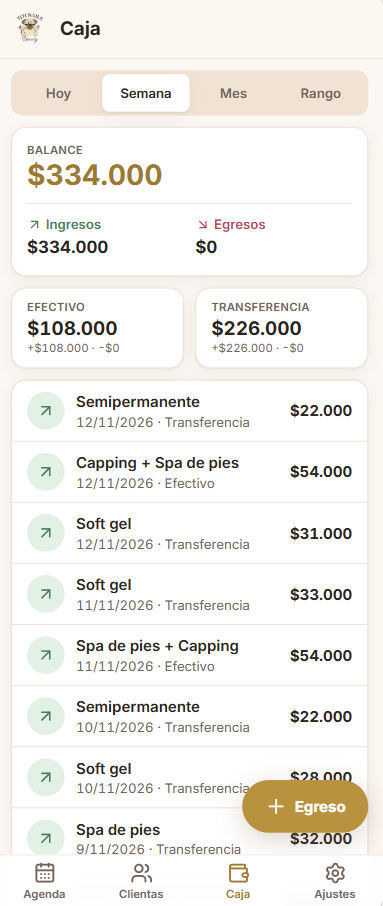 TITI NAILS
Beauty
Caja
Hoy
Semana
Mes
Rango
BALANCE
$334.000
Ingresos
Egresos
$334.000
$0
EFECTIVO
TRANSFERENCIA
$108.000
$226.000
+$108.000 · -$0
+$226.000 · -$0
Semipermanente
$22.000
12/11/2026 · Transferencia
Capping + Spa de pies
$54.000
12/11/2026 · Efectivo
Soft gel
$31.000
12/11/2026 · Transferencia
Soft gel
$33.000
11/11/2026 · Transferencia
Spa de pies + Capping
$54.000
11/11/2026 · Efectivo
Semipermanente
$22.000
10/11/2026 · Transferencia
Soft gel
$28.000
10/11/2026 · Transferencia
+ Egreso
Spa de pies
$32.000
9/11/2026 · Transferencia
Agenda
Clientas
Caja
Ajustes